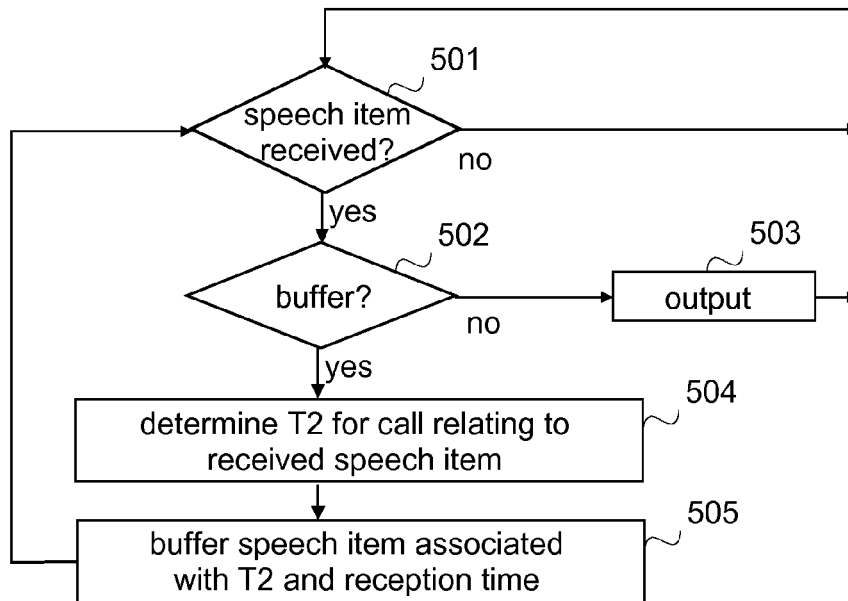 501
speech item
received?
no
yes
502
503
buffer?
output
no
yes
504
determine T2 for call relating to
received speech item
505
buffer speech item associated
with T2 and reception time